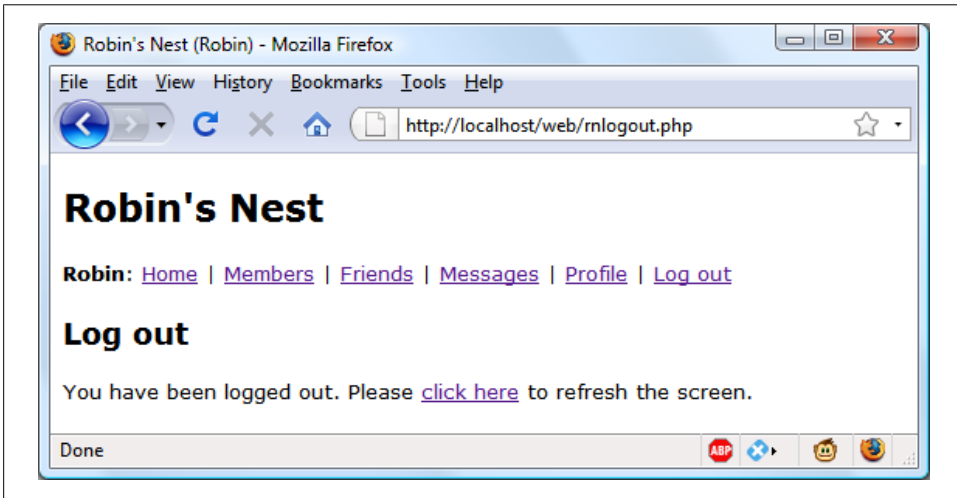 Robin's Nest (Robin) - Mozilla Firefox
File Edit View History Bookmarks Tools Help
http://localhost/web/rnlogout.php
Robin's Nest
Robin: Home | Members | Friends | Messages | Profile | Log out
Log out
You have been logged out. Please click here to refresh the screen.
Done
ABP